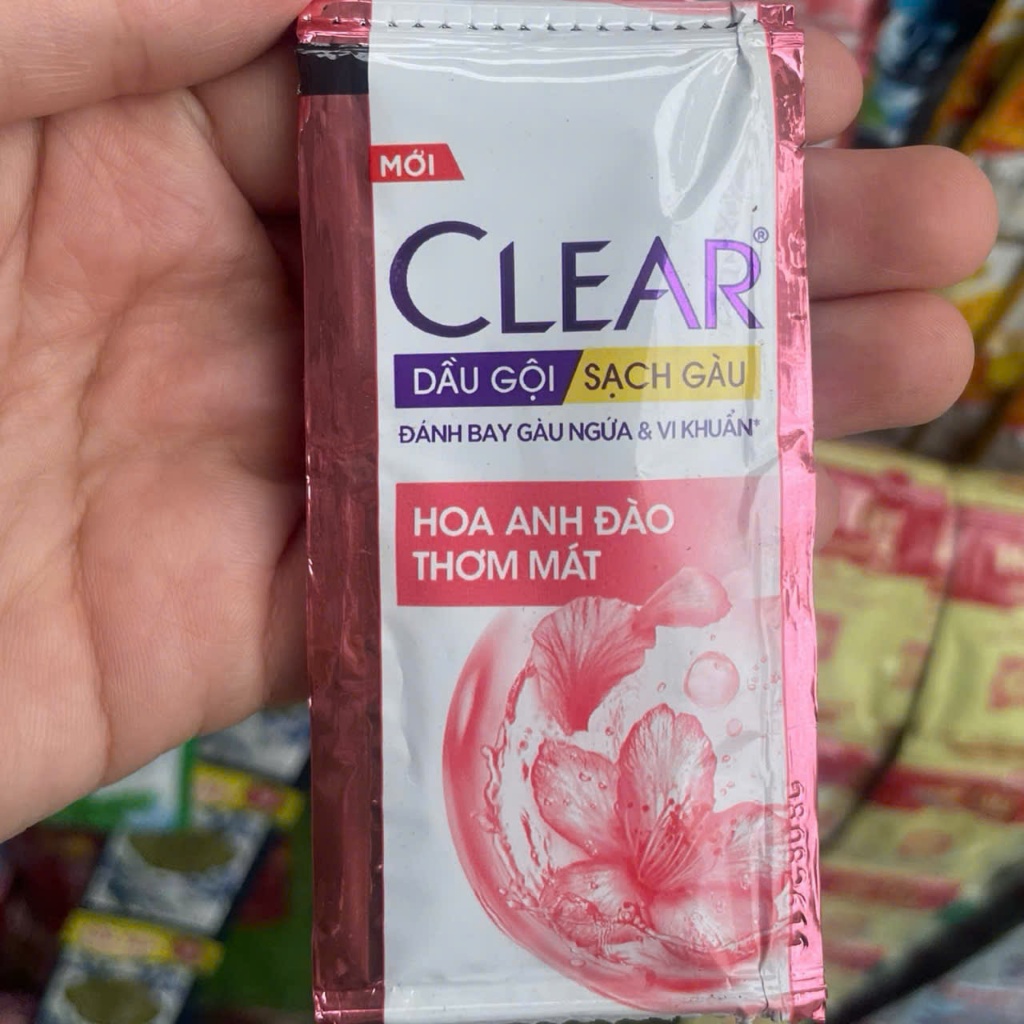 MỚI
CLEAR®
DẦU GỘI SẠCH GÀU
ĐÁNH BAY GÀU NGỨA & VI KHUẨN*
HOA ANH ĐÀO
THƠM MÁT